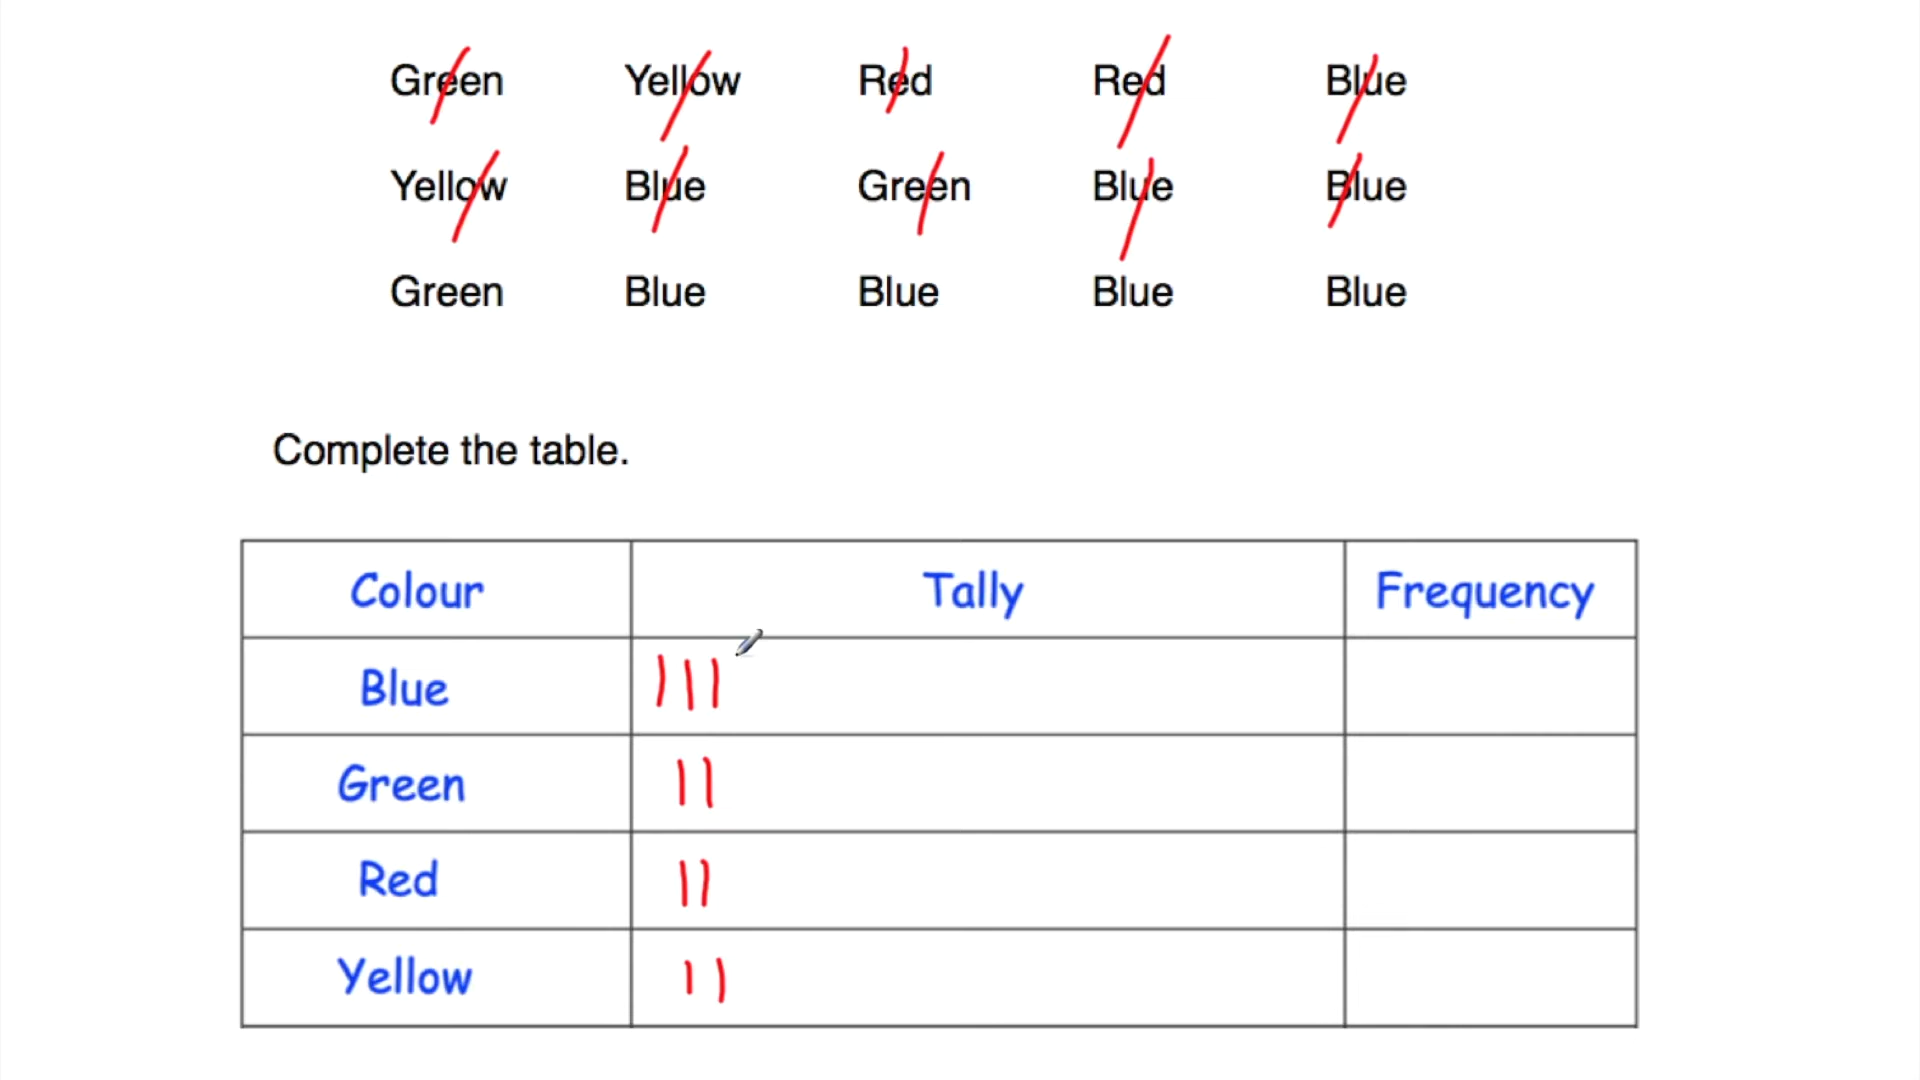 Green Yellow Red Red Blue
Yellow Blue Green Blue Blue
Green Blue Blue Blue Blue
Complete the table.
Colour Tally Frequency
Blue |||
Green ||
Red ||
Yellow ||